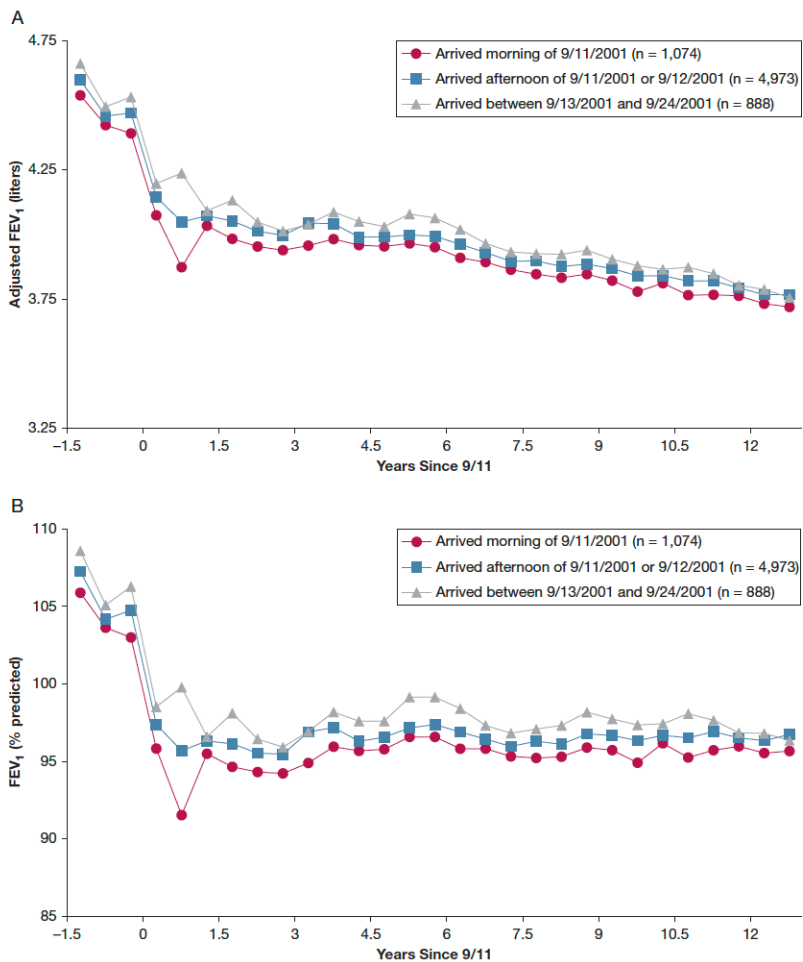 A
4.75
4.25
3.75
3.25
Adjusted FEV₁ (liters)
Arrived morning of 9/11/2001 (n = 1,074)
Arrived afternoon of 9/11/2001 or 9/12/2001 (n = 4,973)
Arrived between 9/13/2001 and 9/24/2001 (n = 888)
−1.5 0 1.5 3 4.5 6 7.5 9 10.5 12
Years Since 9/11
B
110
105
100
95
90
85
FEV₁ (% predicted)
Arrived morning of 9/11/2001 (n = 1,074)
Arrived afternoon of 9/11/2001 or 9/12/2001 (n = 4,973)
Arrived between 9/13/2001 and 9/24/2001 (n = 888)
−1.5 0 1.5 3 4.5 6 7.5 9 10.5 12
Years Since 9/11